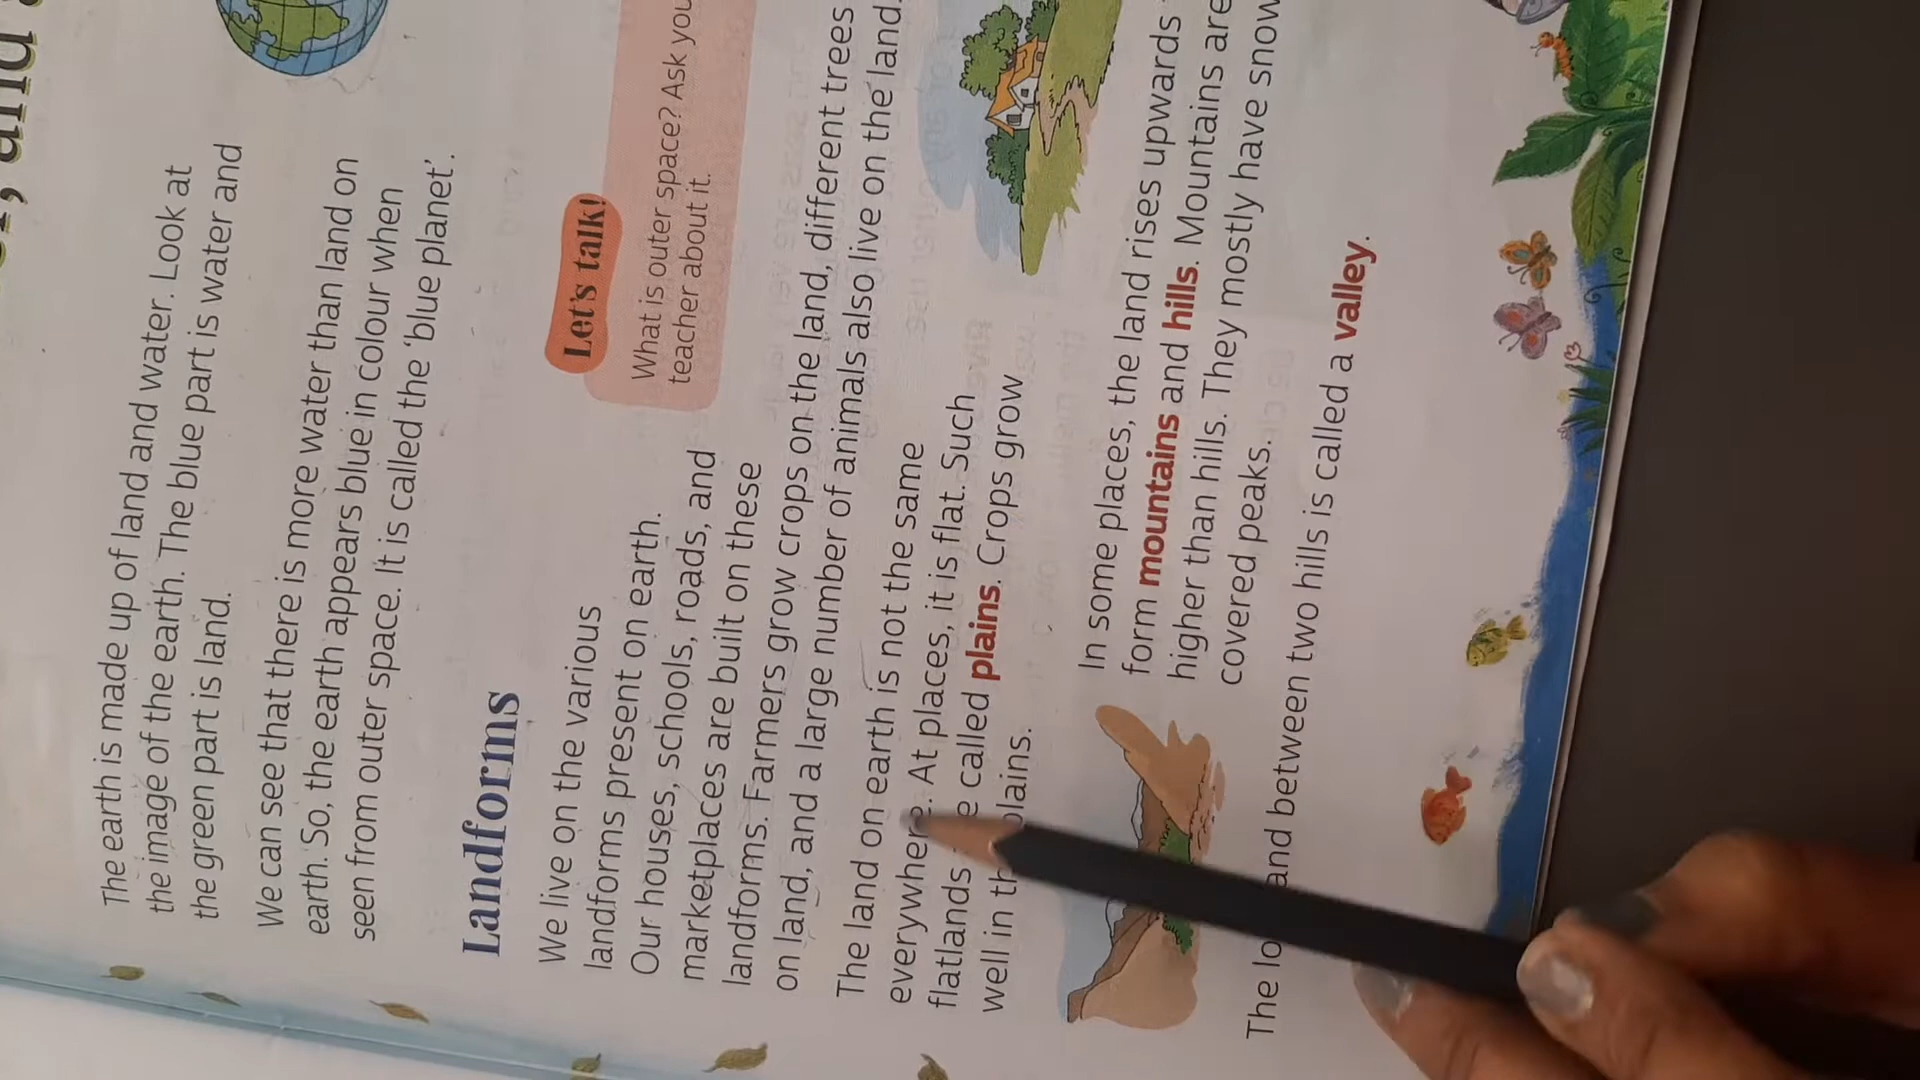 The earth is made up of land and water. Look at
the image of the earth. The blue part is water and
the green part is land.
We can see that there is more water than land on
earth. So, the earth appears blue in colour when
seen from outer space. It is called the ‘blue planet’.
Landforms
We live on the various
landforms present on earth.
Our houses, schools, roads, and
marketplaces are built on these
landforms. Farmers grow crops on the land, different trees
on land, and a large number of animals also live on the land.
Let's talk!
What is outer space? Ask you
teacher about it.
The land on earth is not the same
everywhere. At places, it is flat. Such
flatlands called plains. Crops grow
well in plains.
In some places, the land rises upwards
form mountains and hills. Mountains are
higher than hills. They mostly have snow
covered peaks.
The land between two hills is called a valley.